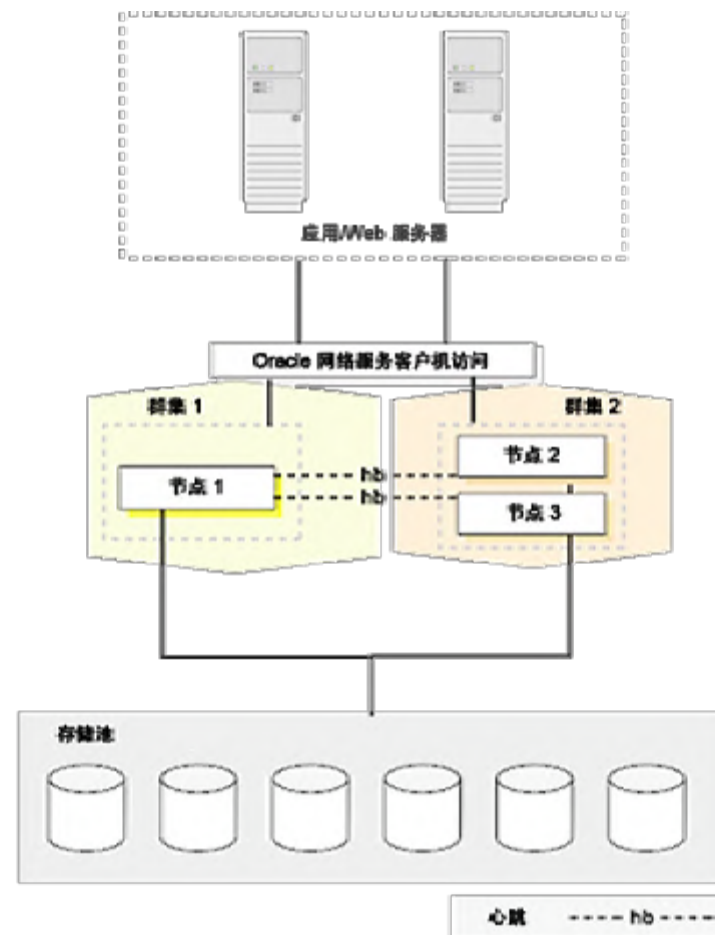 应用/Web 服务器
Oracle 网络服务客户机访问
群集 1
群集 2
节点 1
hb
hb
节点 2
节点 3
存储池
心跳 ---- hb ----